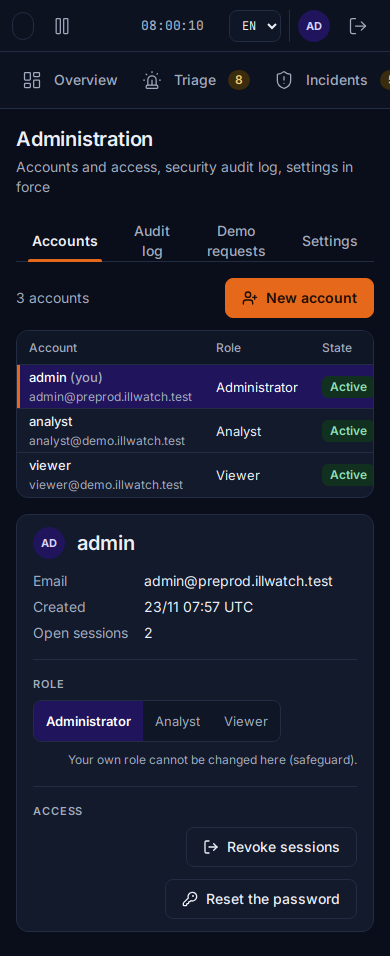 08:00:10 EN AD
Overview Triage 8 Incidents
Administration
Accounts and access, security audit log, settings in
force
Accounts Audit log Demo requests Settings
3 accounts New account
Account Role State
admin (you)
admin@preprod.illwatch.test Administrator Active
analyst
analyst@demo.illwatch.test Analyst Active
viewer
viewer@demo.illwatch.test Viewer Active
AD admin
Email admin@preprod.illwatch.test
Created 23/11 07:57 UTC
Open sessions 2
ROLE
Administrator Analyst Viewer
Your own role cannot be changed here (safeguard).
ACCESS
Revoke sessions
Reset the password